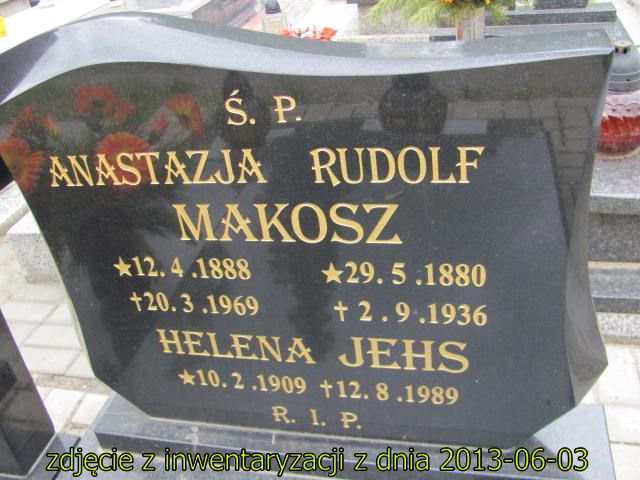 Ś. P.
ANASTAZJA RUDOLF
MAKOSZ
★12.4.1888 ★29.5.1880
†20.3.1969 †2.9.1936
HELENA JEHS
★10.2.1909 †12.8.1989
R. I. P.
zdjęcie z inwentaryzacji z dnia 2013-06-03